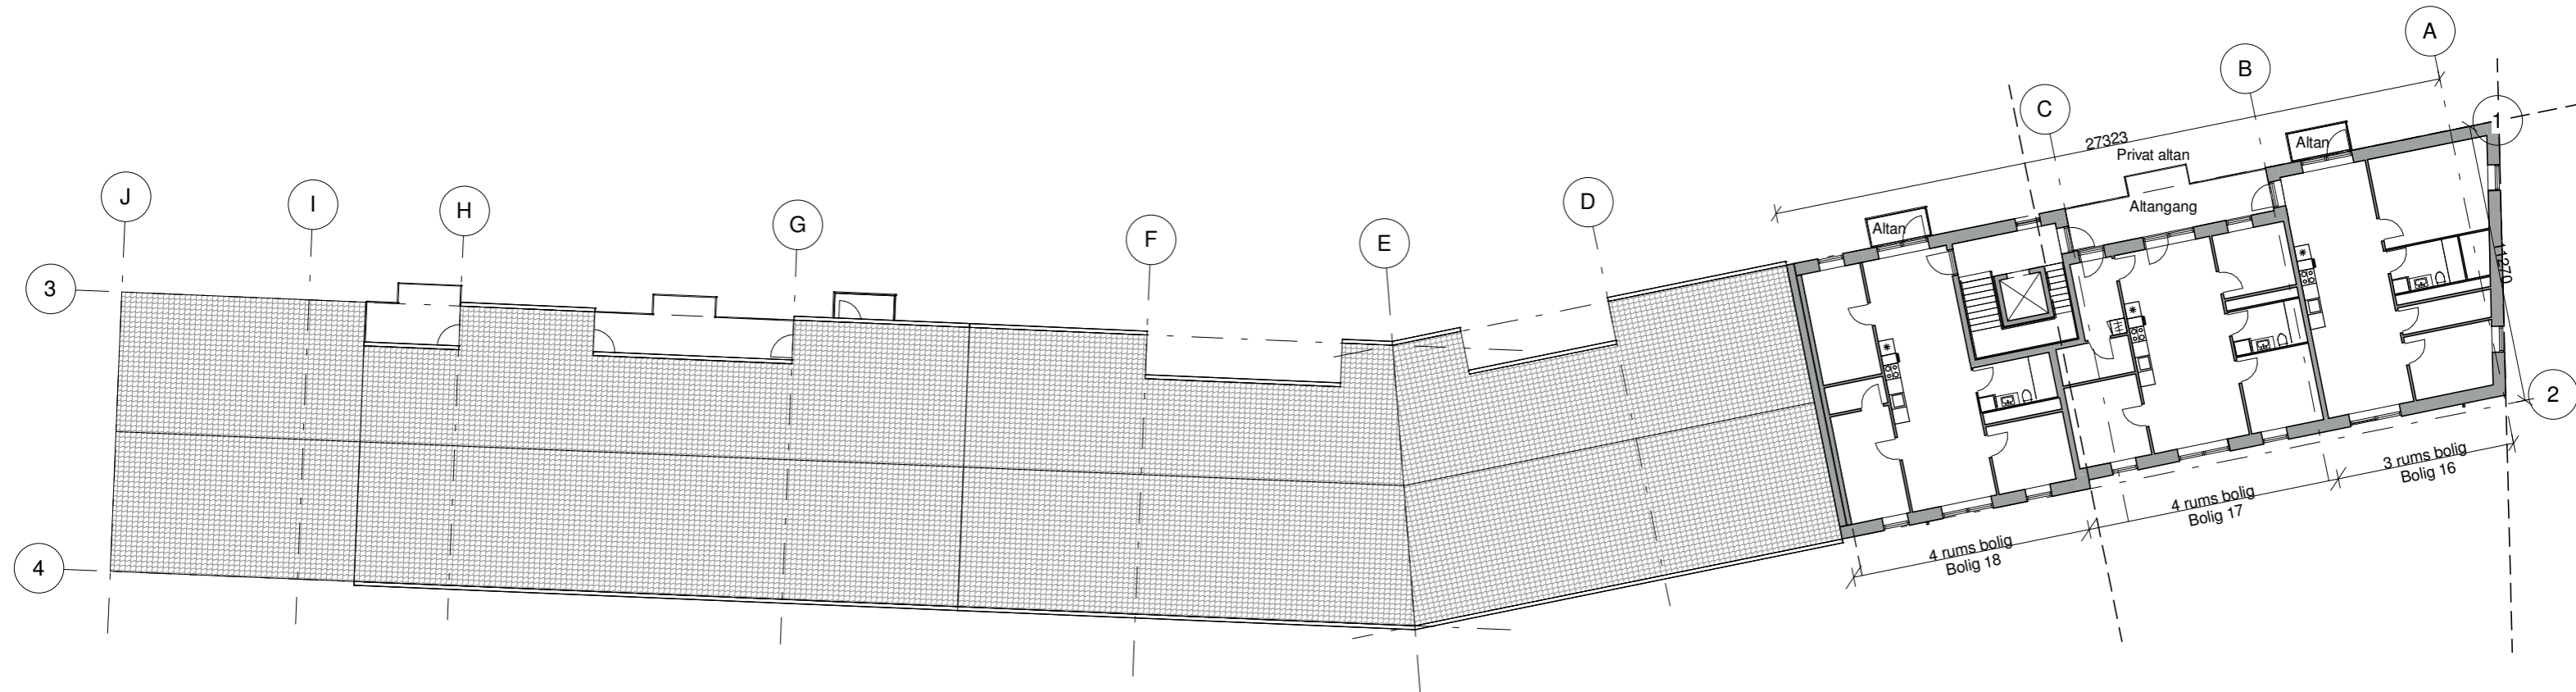 A
B
C
1
27323
Altan
Privat altan
J
I
H
G
F
E
D
Altangang
Altan
3
11270
2
3 rums bolig
Bolig 16
4 rums bolig
Bolig 17
4 rums bolig
Bolig 18
4